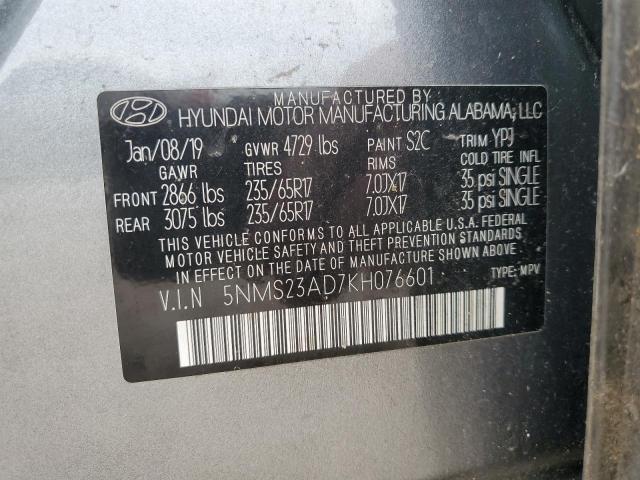 MANUFACTURED BY
HYUNDAI MOTOR MANUFACTURING ALABAMA, LLC
Jan/08/19 GVWR 4729 lbs PAINT S2C TRIM YPJ
GAWR TIRES RIMS COLD TIRE INFL
FRONT 2866 lbs 235/65R17 7.0JX17 35 psi SINGLE
REAR 3075 lbs 235/65R17 7.0JX17 35 psi SINGLE
THIS VEHICLE CONFORMS TO ALL APPLICABLE U.S.A. FEDERAL
MOTOR VEHICLE SAFETY AND THEFT PREVENTION STANDARDS
IN EFFECT ON THE DATE OF MANUFACTURE SHOWN ABOVE.
V.I.N 5NMS23AD7KH076601 TYPE: MPV